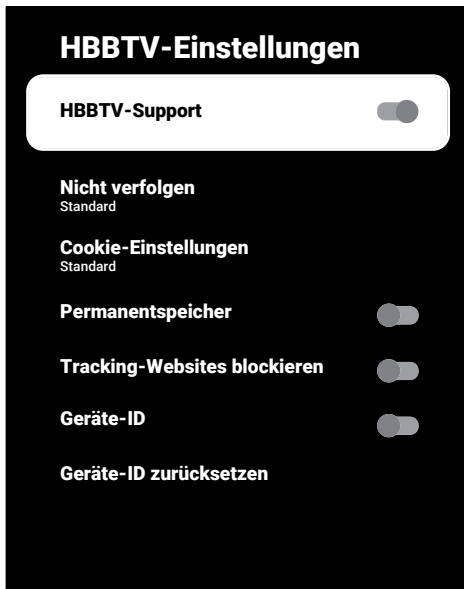 HBBTV-Einstellungen
HBBTV-Support
Nicht verfolgen
Standard
Cookie-Einstellungen
Standard
Permanentspeicher
Tracking-Websites blockieren
Geräte-ID
Geräte-ID zurücksetzen